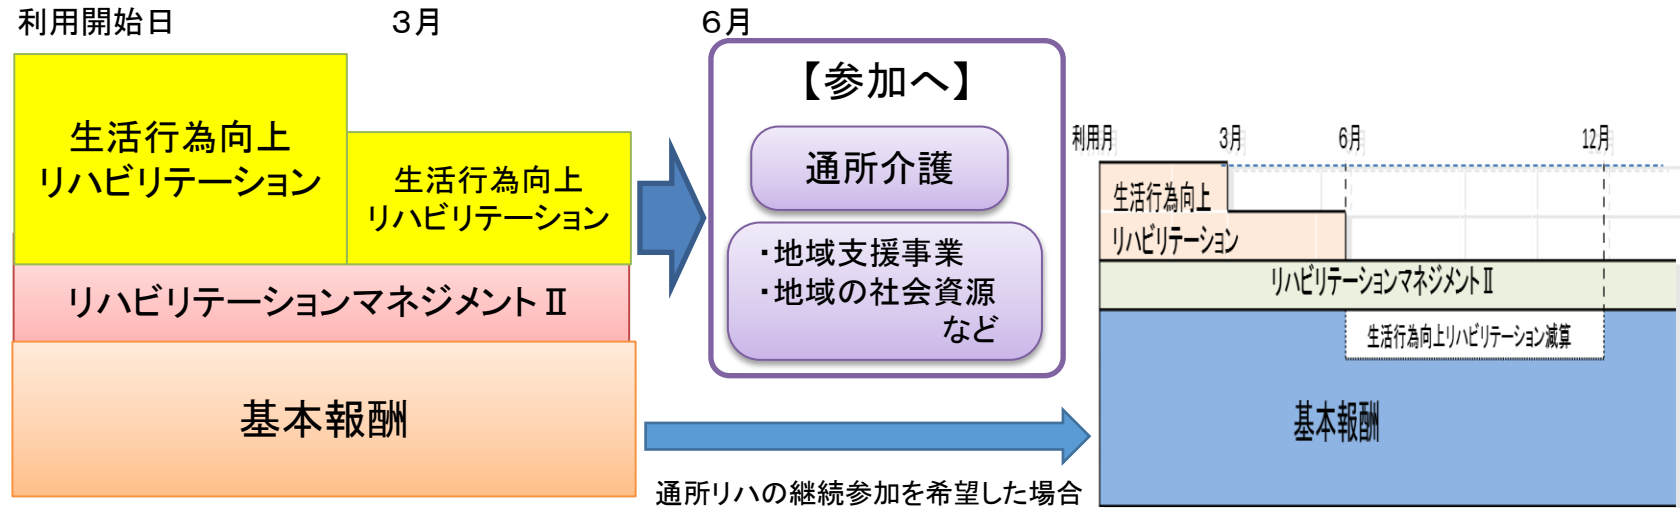 利用開始日
3月
6月
生活行為向上
リハビリテーション
生活行為向上
リハビリテーション
リハビリテーションマネジメントⅡ
基本報酬
【参加へ】
通所介護
・地域支援事業
・地域の社会資源
など
通所リハの継続参加を希望した場合
利用月
3月
6月
12月
生活行為向上
リハビリテーション
リハビリテーションマネジメントⅡ
生活行為向上リハビリテーション減算
基本報酬